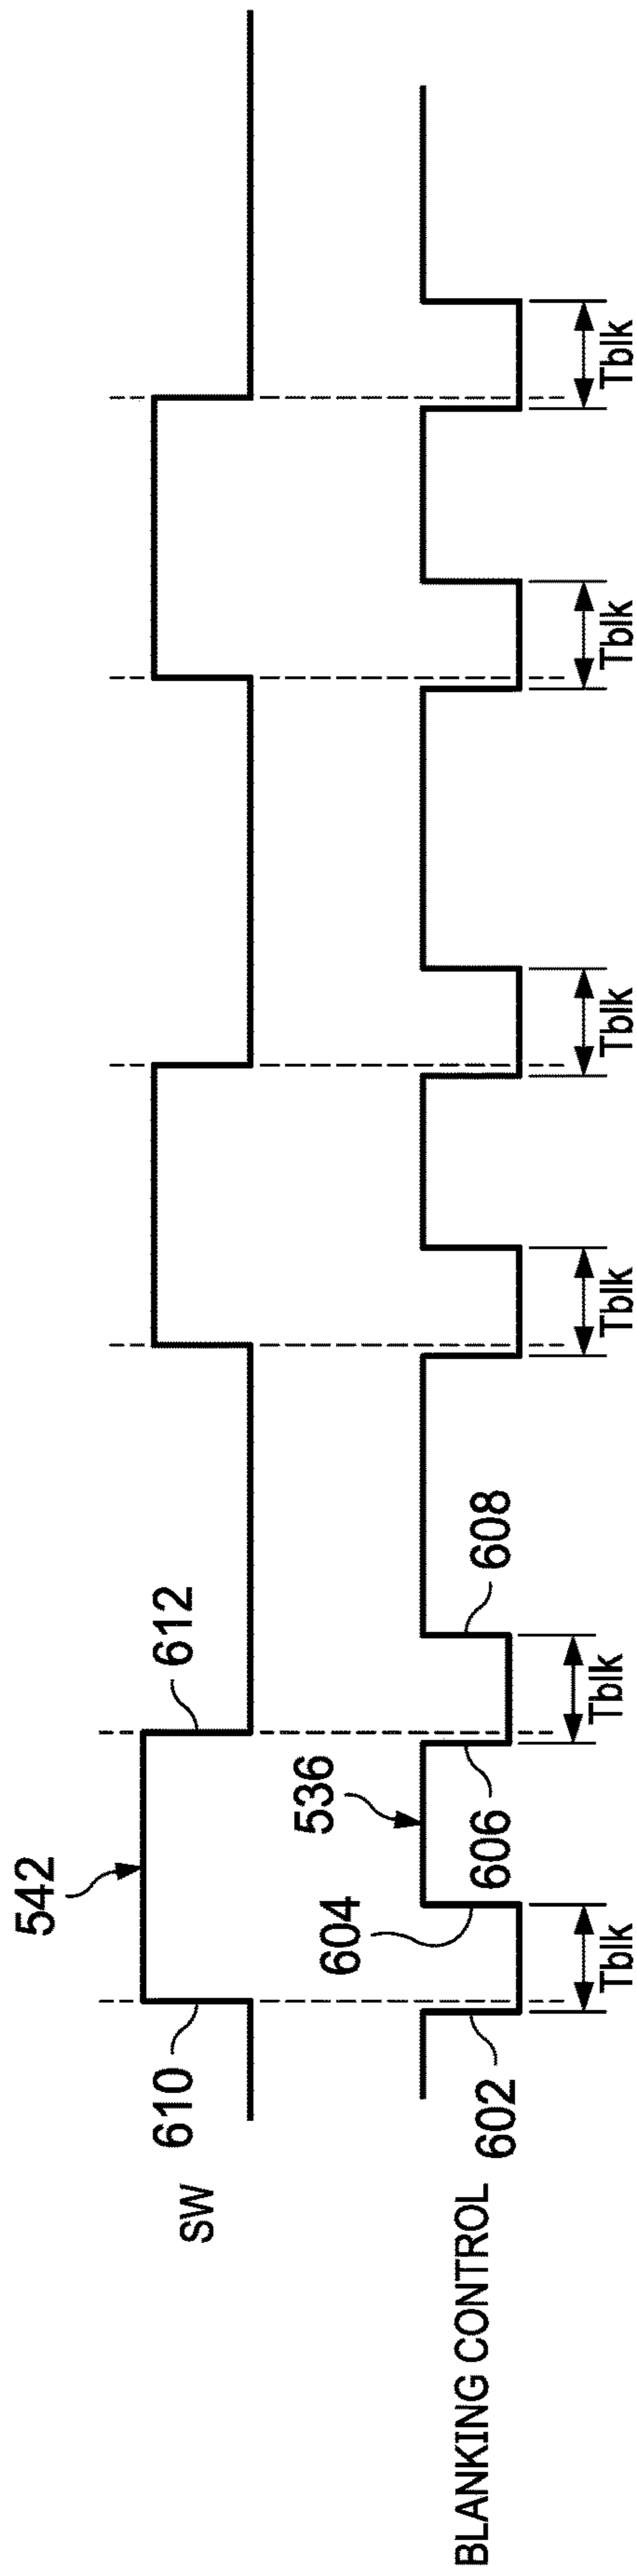 542
610
612
SW
536
602
604
606
608
BLANKING CONTROL
Tblk
Tblk
Tblk
Tblk
Tblk
Tblk